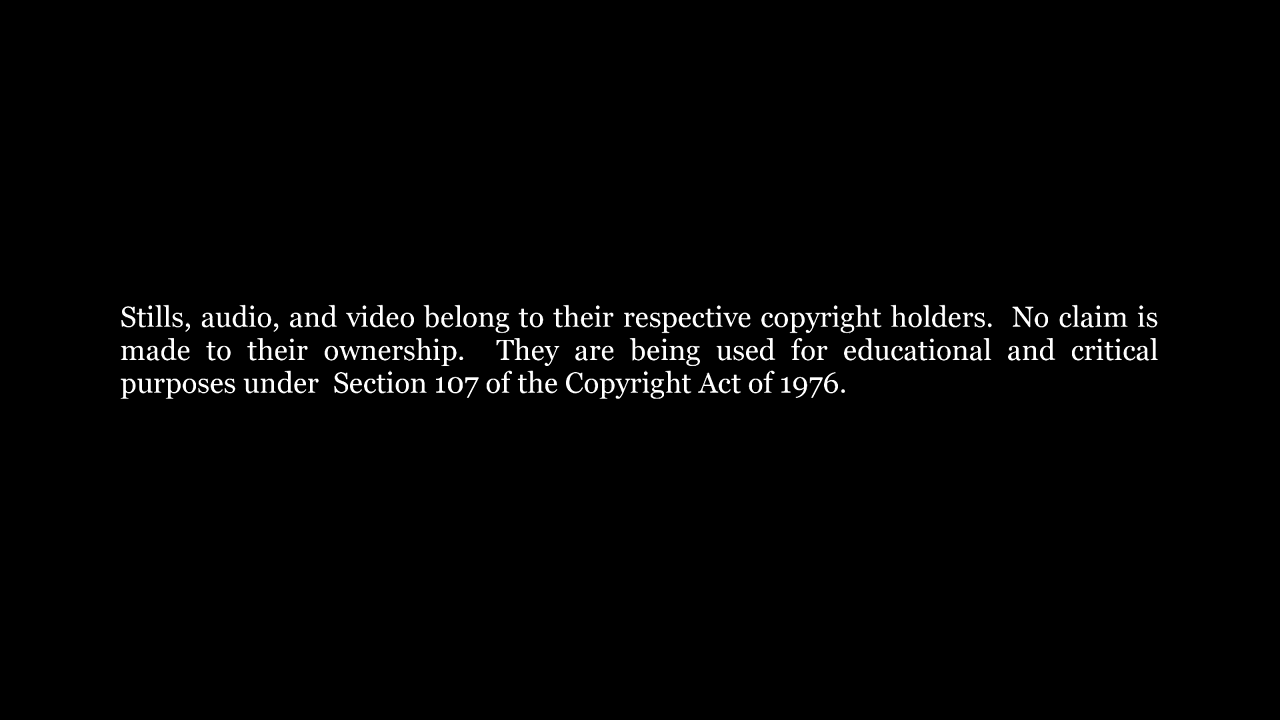 Stills, audio, and video belong to their respective copyright holders.  No claim is
made to their ownership.  They are being used for educational and critical
purposes under  Section 107 of the Copyright Act of 1976.